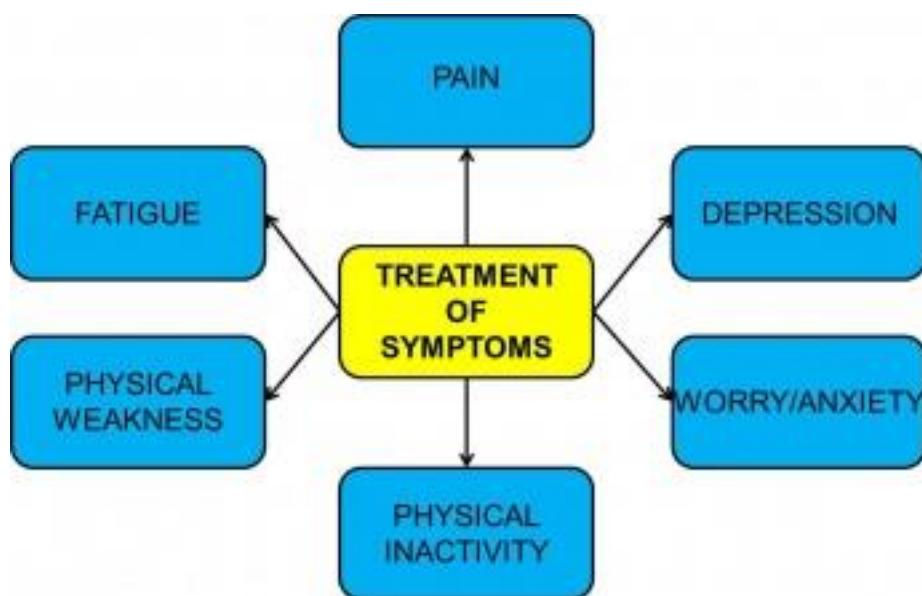 PAIN
FATIGUE
DEPRESSION
TREATMENT
OF
SYMPTOMS
PHYSICAL
WEAKNESS
WORRY/ANXIETY
PHYSICAL
INACTIVITY